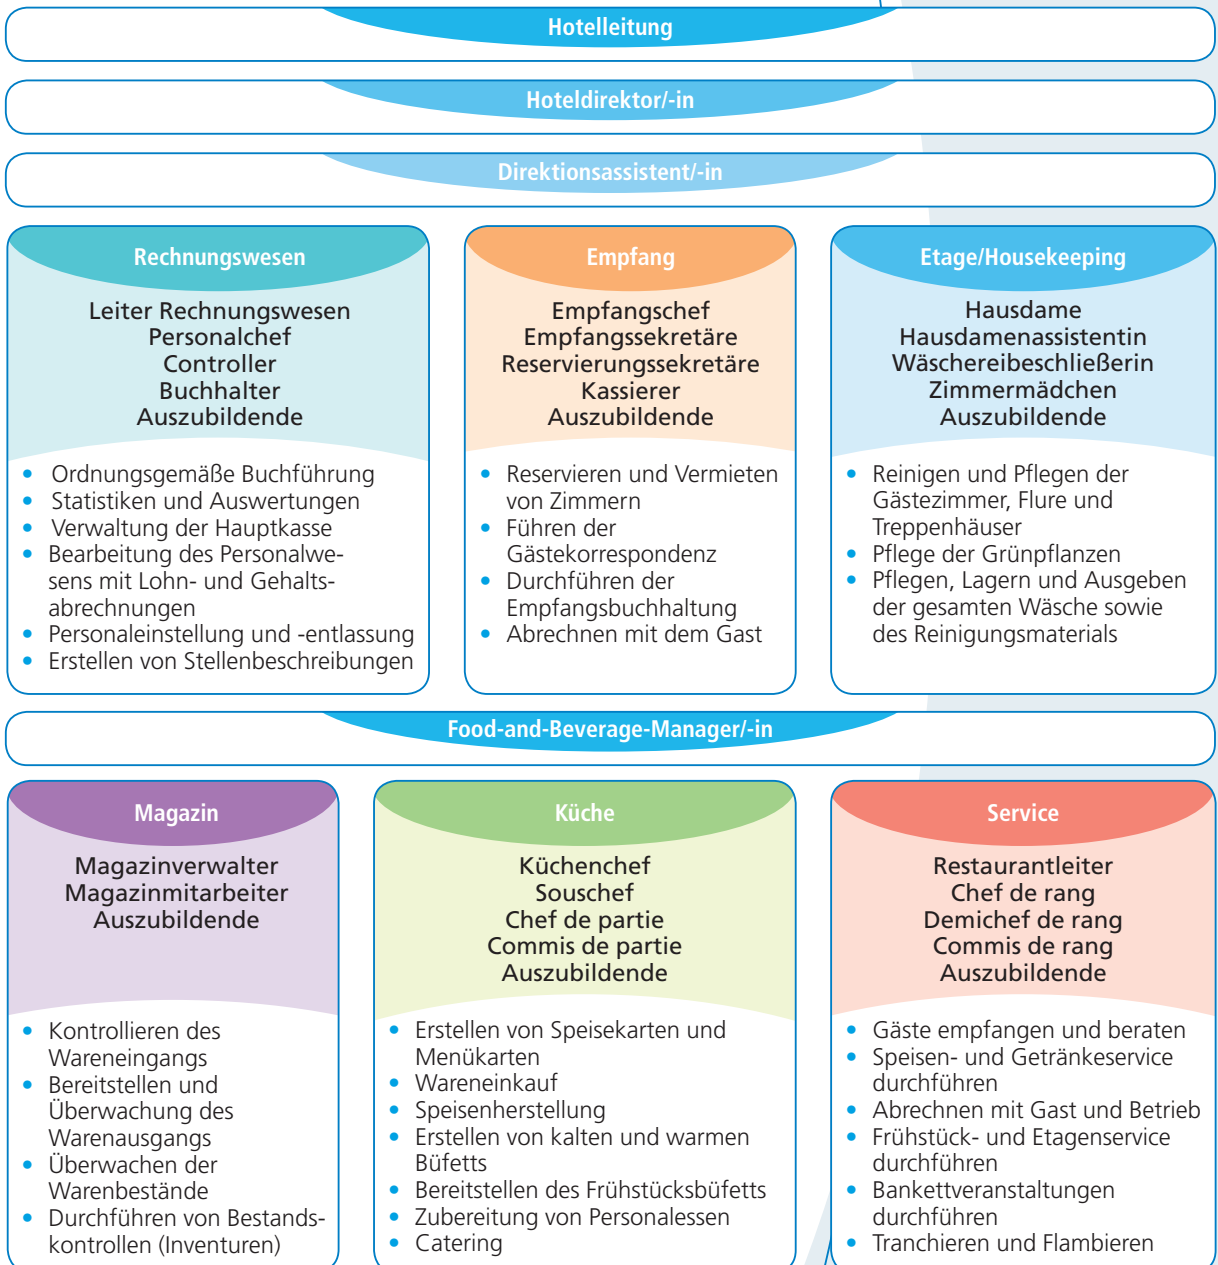 Hotelleitung
Hoteldirektor/-in
Direktionsassistent/-in
Rechnungswesen
Leiter Rechnungswesen
Personalchef
Controller
Buchhalter
Auszubildende
• Ordnungsgemäße Buchführung
• Statistiken und Auswertungen
• Verwaltung der Hauptkasse
• Bearbeitung des Personalwe-
sens mit Lohn- und Gehalts-
abrechnungen
• Personaleinstellung und -entlassung
• Erstellen von Stellenbeschreibungen
Empfang
Empfangschef
Empfangssekretäre
Reservierungssekretäre
Kassierer
Auszubildende
• Reservieren und Vermieten
von Zimmern
• Führen der
Gästekorrespondenz
• Durchführen der
Empfangsbuchhaltung
• Abrechnen mit dem Gast
Etage/Housekeeping
Hausdame
Hausdamenassistentin
Wäschereibeschließerin
Zimmermädchen
Auszubildende
• Reinigen und Pflegen der
Gästezimmer, Flure und
Treppenhäuser
• Pflege der Grünpflanzen
• Pflegen, Lagern und Ausgeben
der gesamten Wäsche sowie
des Reinigungsmaterials
Food-and-Beverage-Manager/-in
Magazin
Magazinverwalter
Magazinmitarbeiter
Auszubildende
• Kontrollieren des
Wareneingangs
• Bereitstellen und
Überwachung des
Warenausgangs
• Überwachen der
Warenbestände
• Durchführen von Bestands-
kontrollen (Inventuren)
Küche
Küchenchef
Souschef
Chef de partie
Commis de partie
Auszubildende
• Erstellen von Speisekarten und
Menükarten
• Wareneinkauf
• Speisenherstellung
• Erstellen von kalten und warmen
Büfetts
• Bereitstellen des Frühstücksbüfetts
• Zubereitung von Personalessen
• Catering
Service
Restaurantleiter
Chef de rang
Demichef de rang
Commis de rang
Auszubildende
• Gäste empfangen und beraten
• Speisen- und Getränkeservice
durchführen
• Abrechnen mit Gast und Betrieb
• Frühstück- und Etagenservice
durchführen
• Bankettveranstaltungen
durchführen
• Tranchieren und Flambieren